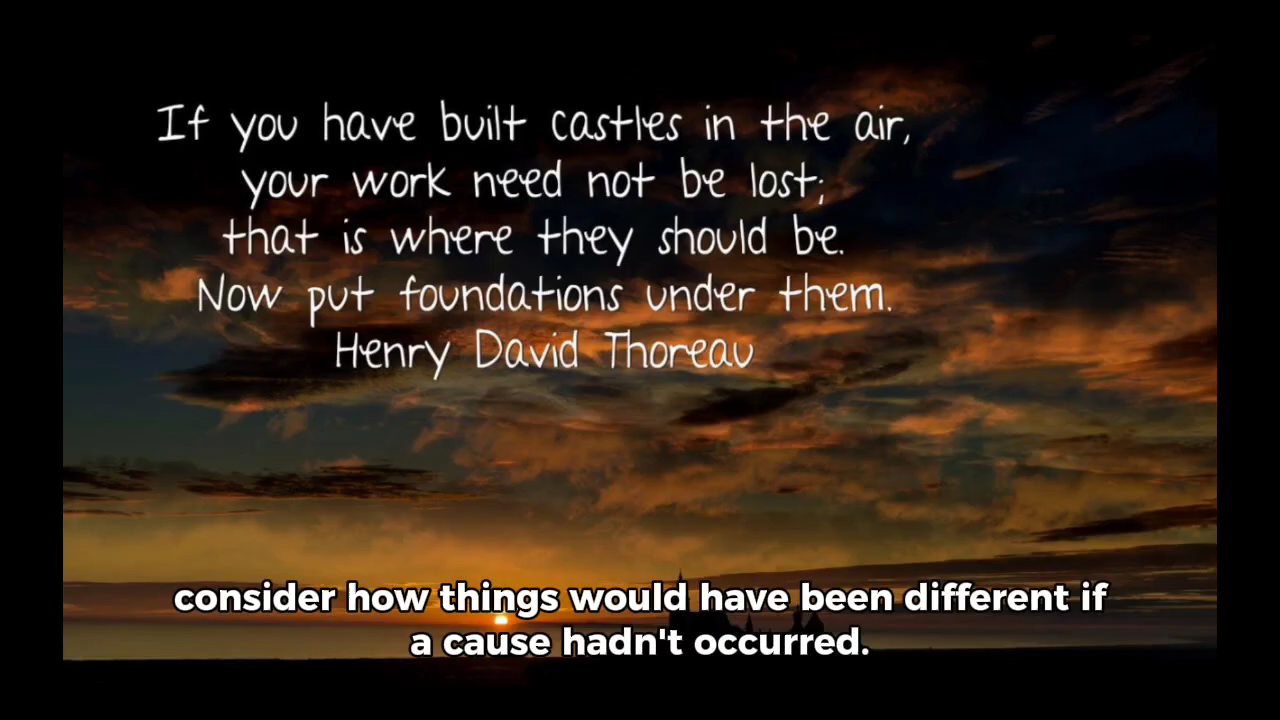 If you have built castles in the air,
your work need not be lost;
that is where they should be.
Now put foundations under them.
Henry David Thoreau
consider how things would have been different if
a cause hadn't occurred.